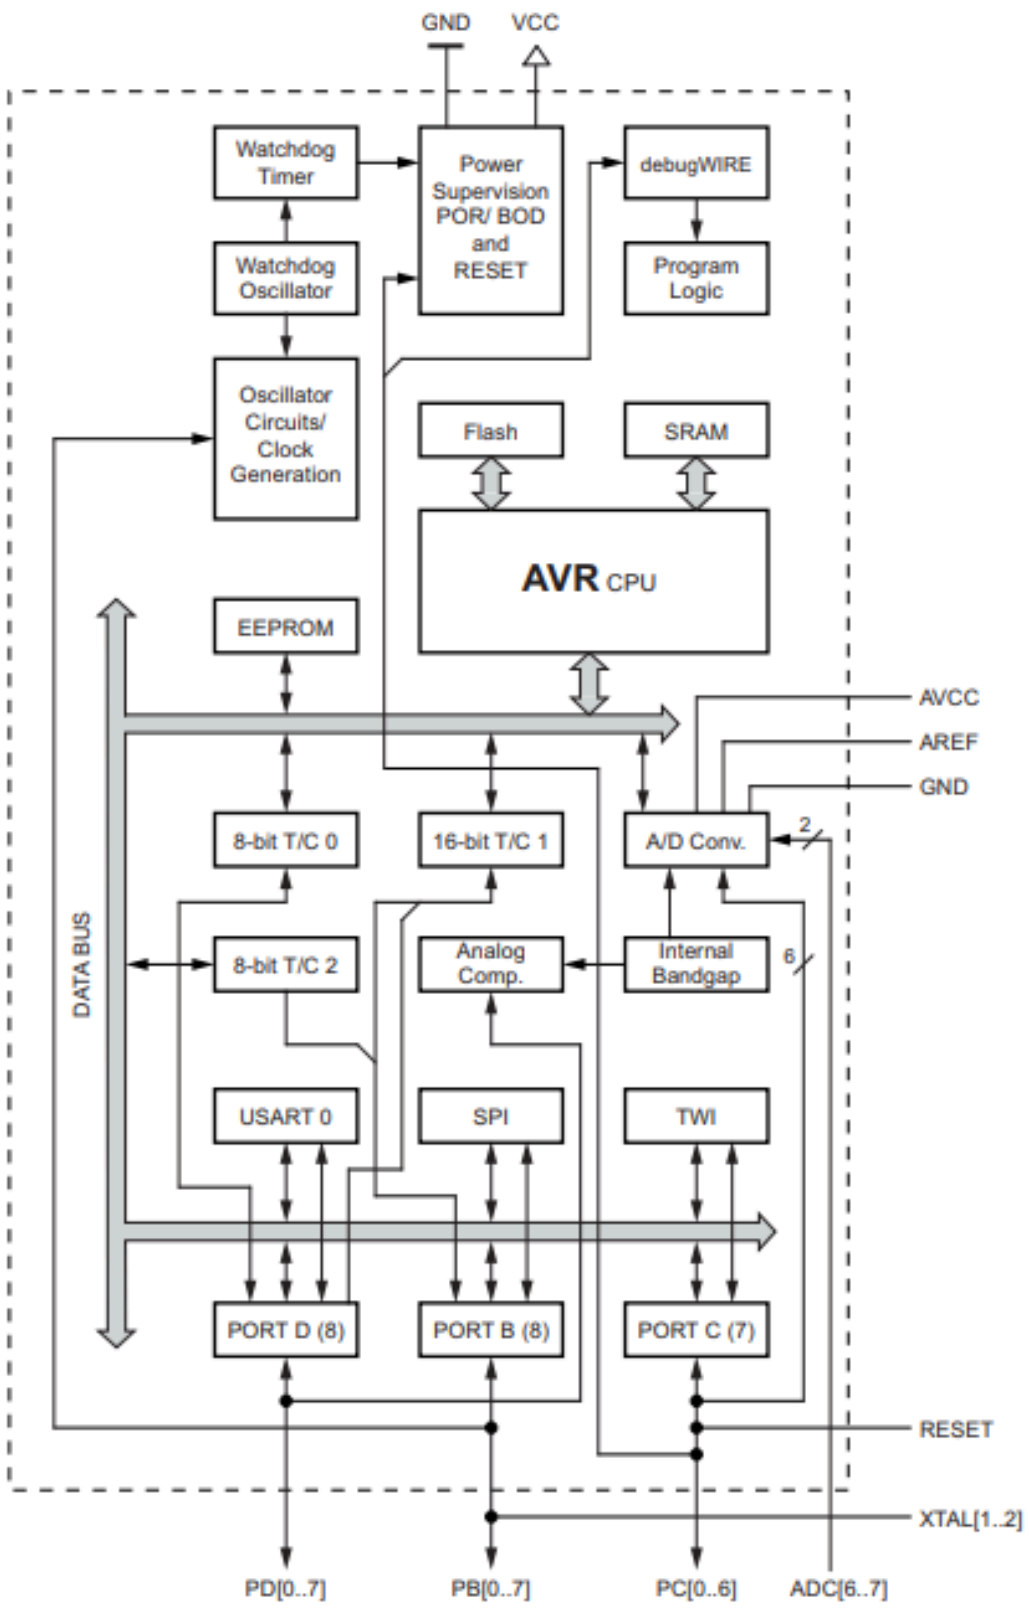 GND
VCC
Watchdog
Timer
Power
Supervision
POR/ BOD
and
RESET
debugWIRE
Watchdog
Oscillator
Program
Logic
Oscillator
Circuits/
Clock
Generation
Flash
SRAM
AVR CPU
EEPROM
AVCC
AREF
GND
8-bit T/C 0
16-bit T/C 1
A/D Conv.
2
DATA BUS
8-bit T/C 2
Analog
Comp.
Internal
Bandgap
6
USART 0
SPI
TWI
PORT D (8)
PORT B (8)
PORT C (7)
RESET
XTAL[1..2]
PD[0..7]
PB[0..7]
PC[0..6]
ADC[6..7]